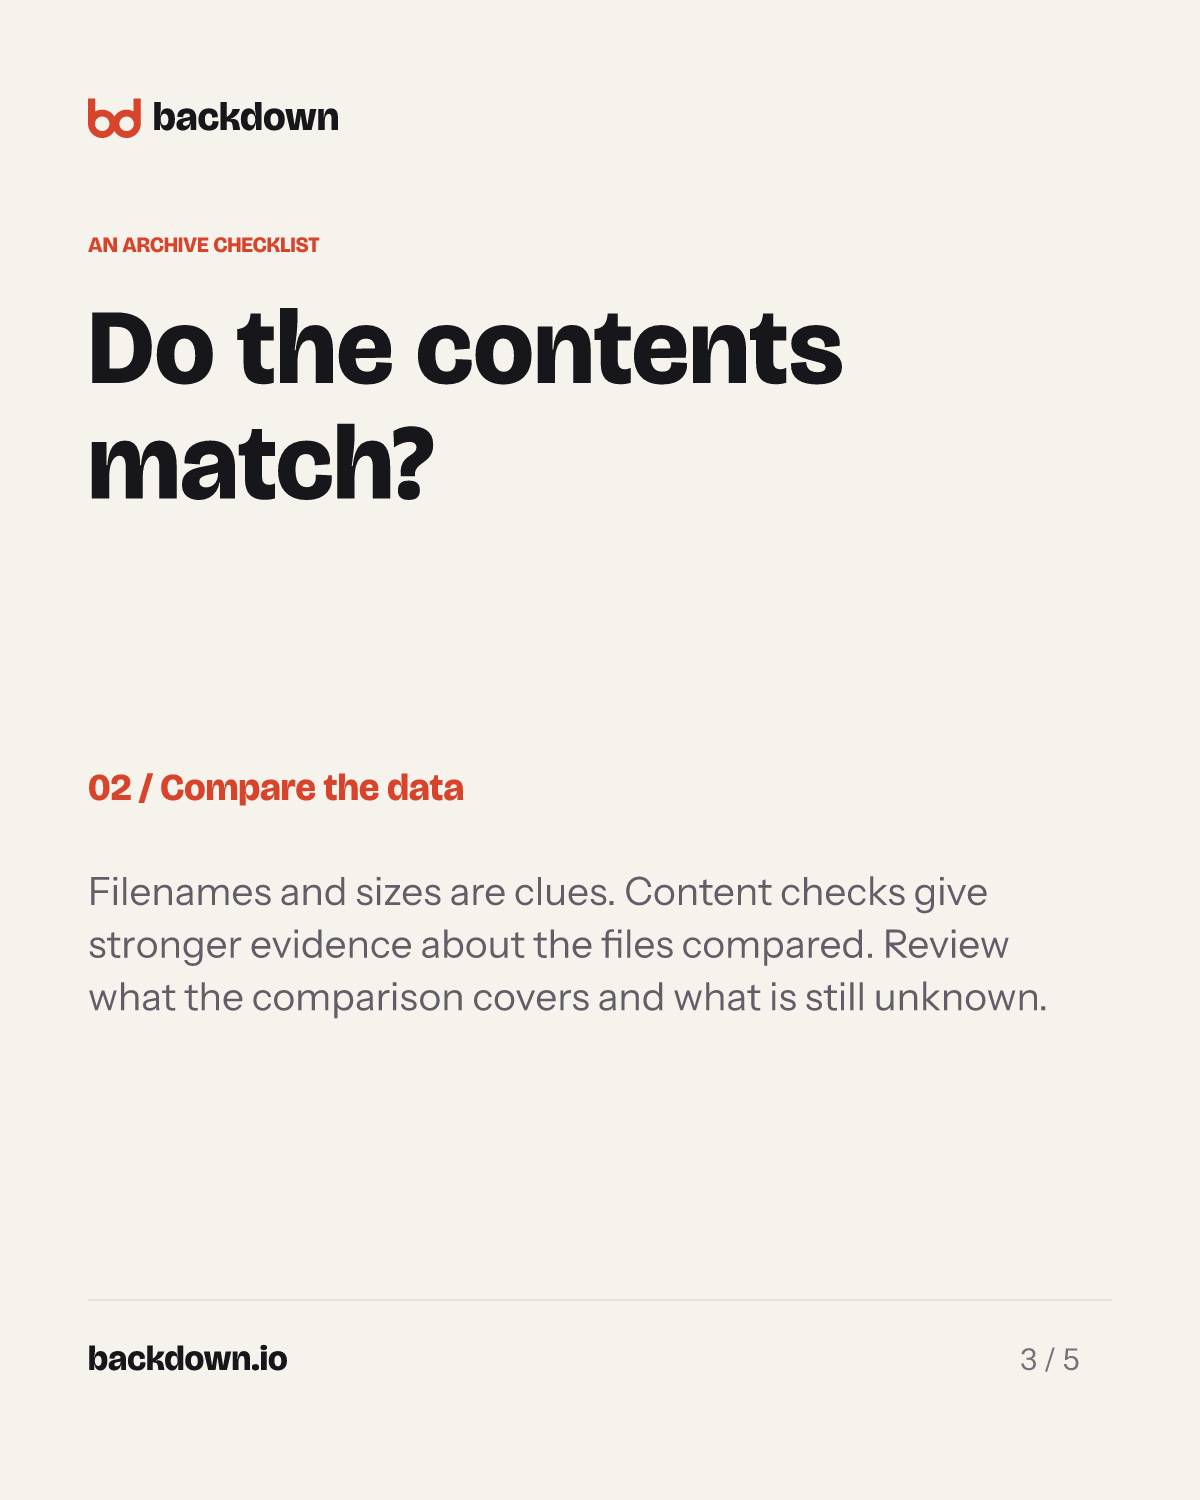 bd backdown
AN ARCHIVE CHECKLIST
Do the contents
match?
02 / Compare the data
Filenames and sizes are clues. Content checks give
stronger evidence about the files compared. Review
what the comparison covers and what is still unknown.
backdown.io
3 / 5